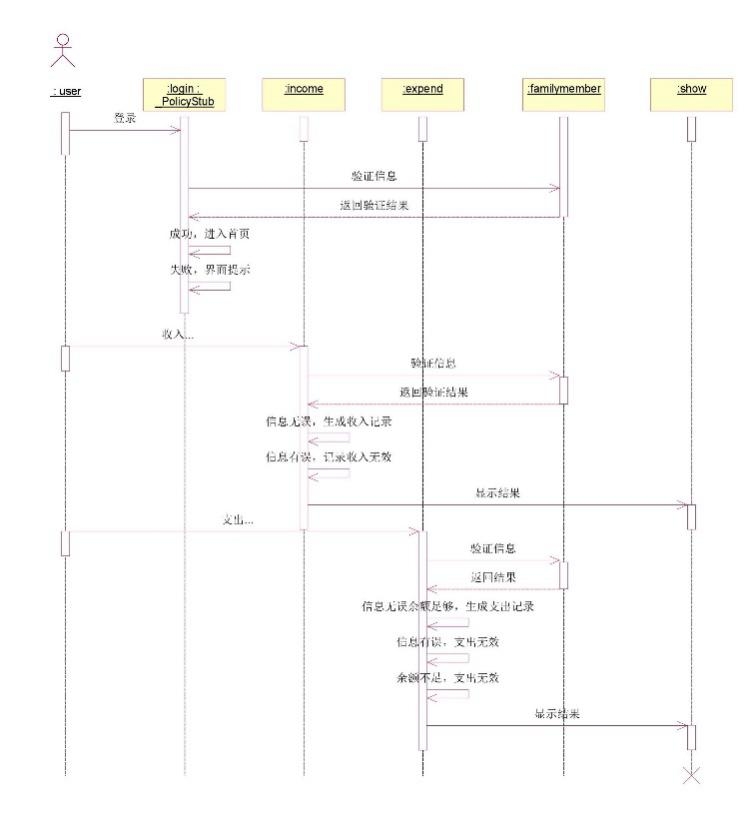 : user
:login :
_PolicyStub
:income
:expend
:familymember
:show
登录
验证信息
返回验证结果
成功，进入首页
失败，界面提示
收入...
验证信息
返回验证结果
信息无误，生成收入记录
信息有误，记录收入无效
显示结果
支出...
验证信息
返回结果
信息无误余额足够，生成支出记录
信息有误，支出无效
余额不足，支出无效
显示结果